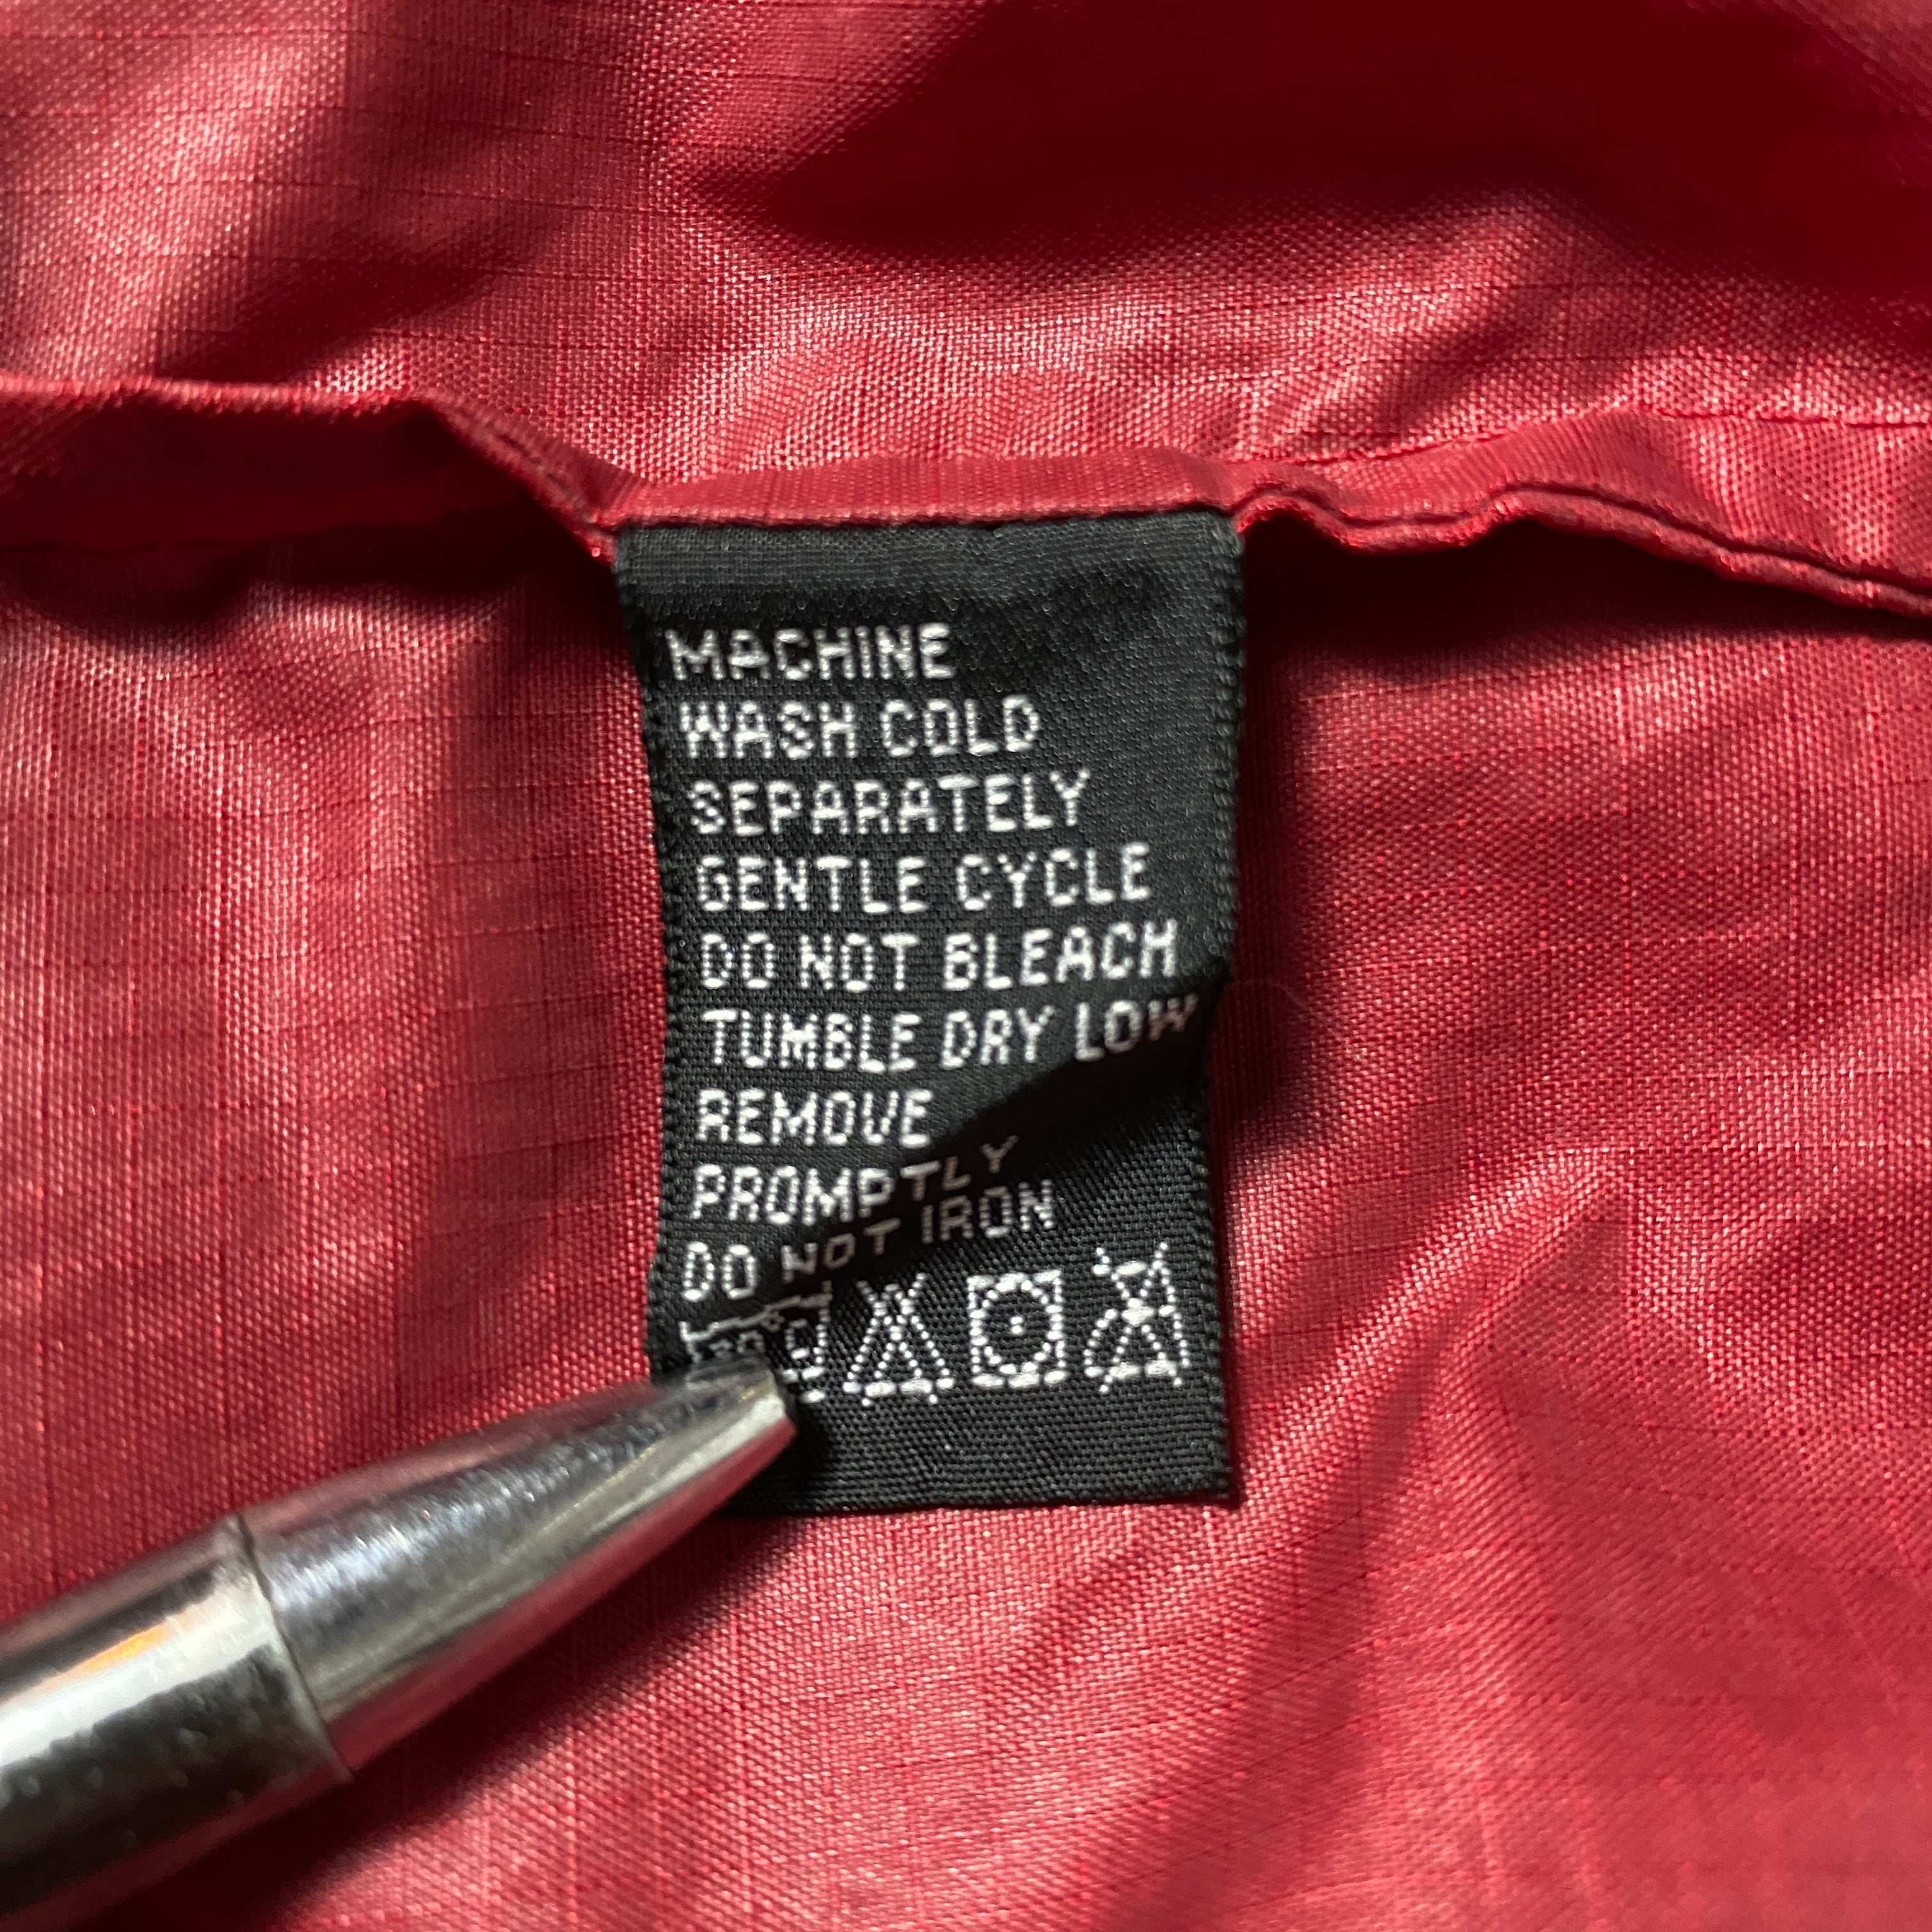 MACHINE
WASH COLD
SEPARATELY
GENTLE CYCLE
DO NOT BLEACH
TUMBLE DRY LOW
REMOVE
PROMPTLY
DO NOT IRON